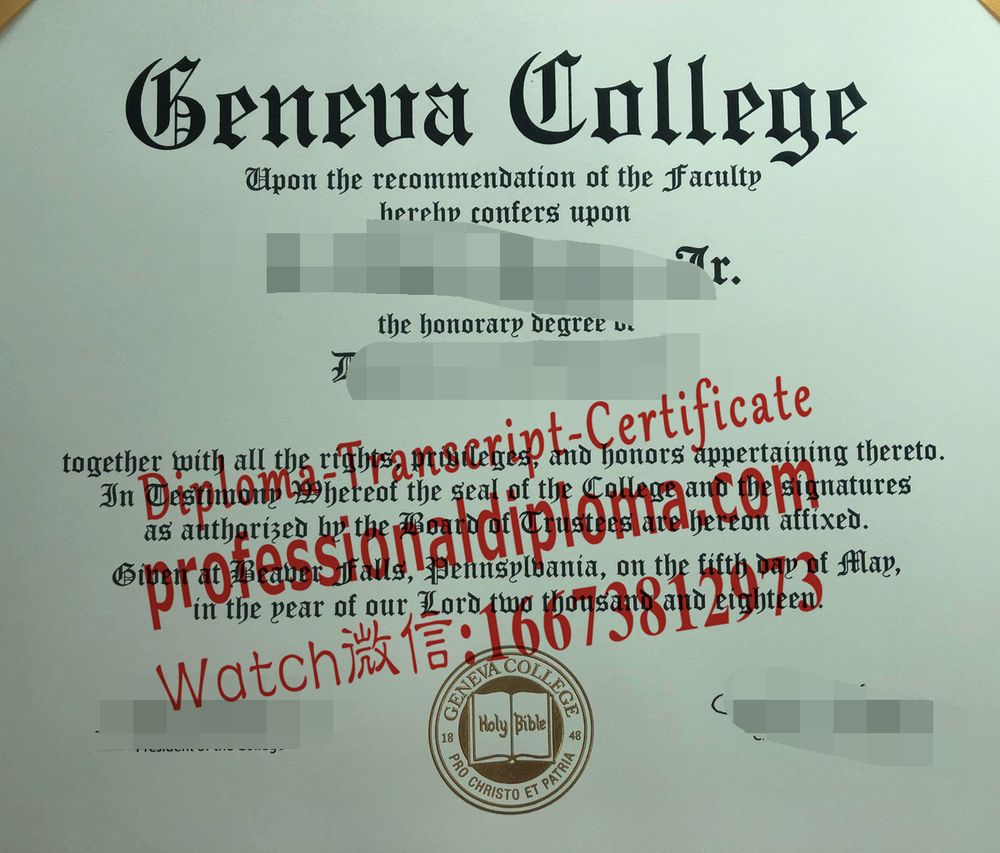 Geneva College
Upon the recommendation of the Faculty
hereby confers upon
Jr.
the honorary degree
Diploma-Transcript-Certificate
together with all the rights, privileges, and honors appertaining thereto.
In Testimony Whereof the seal of the College and the signatures
professionaldiploma.com
as authorized by the Board of Trustees are hereon affixed.
Given at Beaver Falls, Pennsylvania, on the fifth day of May,
in the year of our Lord two thousand and eighteen.
Watch微信:16673812973
GENEVA COLLEGE
Holy Bible
18 48
PRO CHRISTO ET PATRIA
President of the College